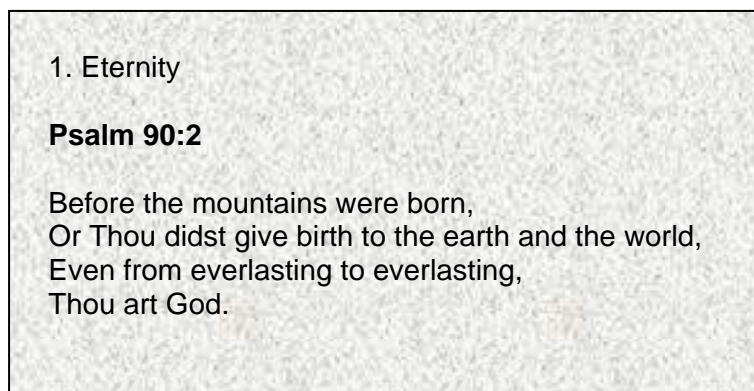 1. Eternity
Psalm 90:2
Before the mountains were born,
Or Thou didst give birth to the earth and the world,
Even from everlasting to everlasting,
Thou art God.